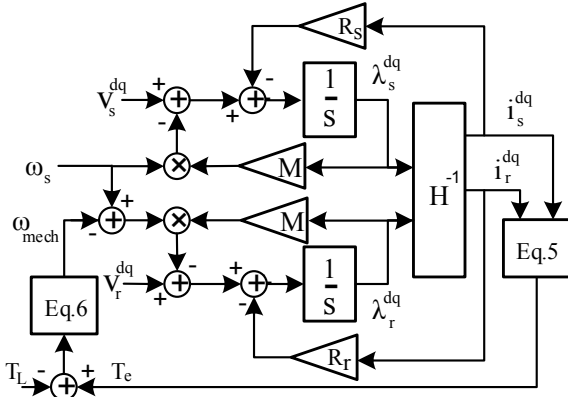 R_s
λ_s^dq
v_s^dq + + - + - 1/s
i_s^dq
ω_s × M
H^-1
i_r^dq
ω_mech - + × M
Eq.5
v_r^dq + - + - 1/s
λ_r^dq
Eq.6
R_r
T_L - + + T_e